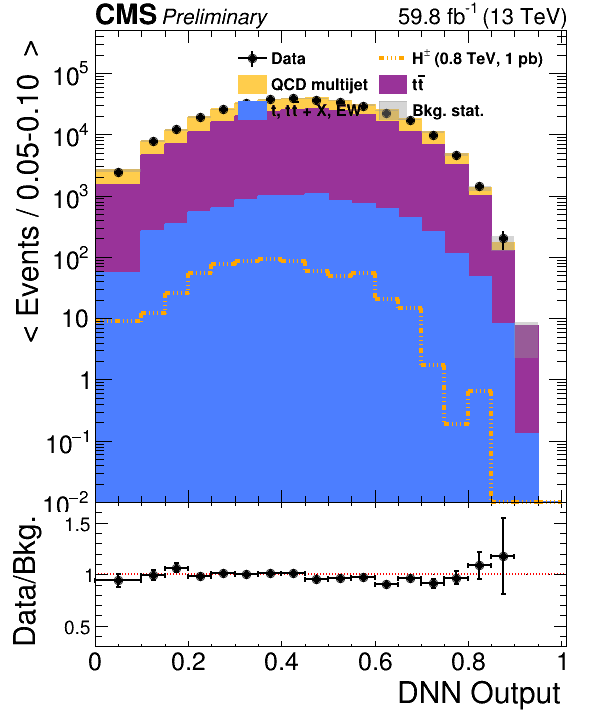 CMS Preliminary 59.8 fb⁻¹ (13 TeV)
< Events / 0.05-0.10 >
Data
H± (0.8 TeV, 1 pb)
QCD multijet
tt̄
t, tt̄ + X, EW
Bkg. stat.
10⁵
10⁴
10³
10²
10
1
10⁻¹
10⁻²
Data/Bkg.
1.5
1
0.5
0 0.2 0.4 0.6 0.8 1
DNN Output